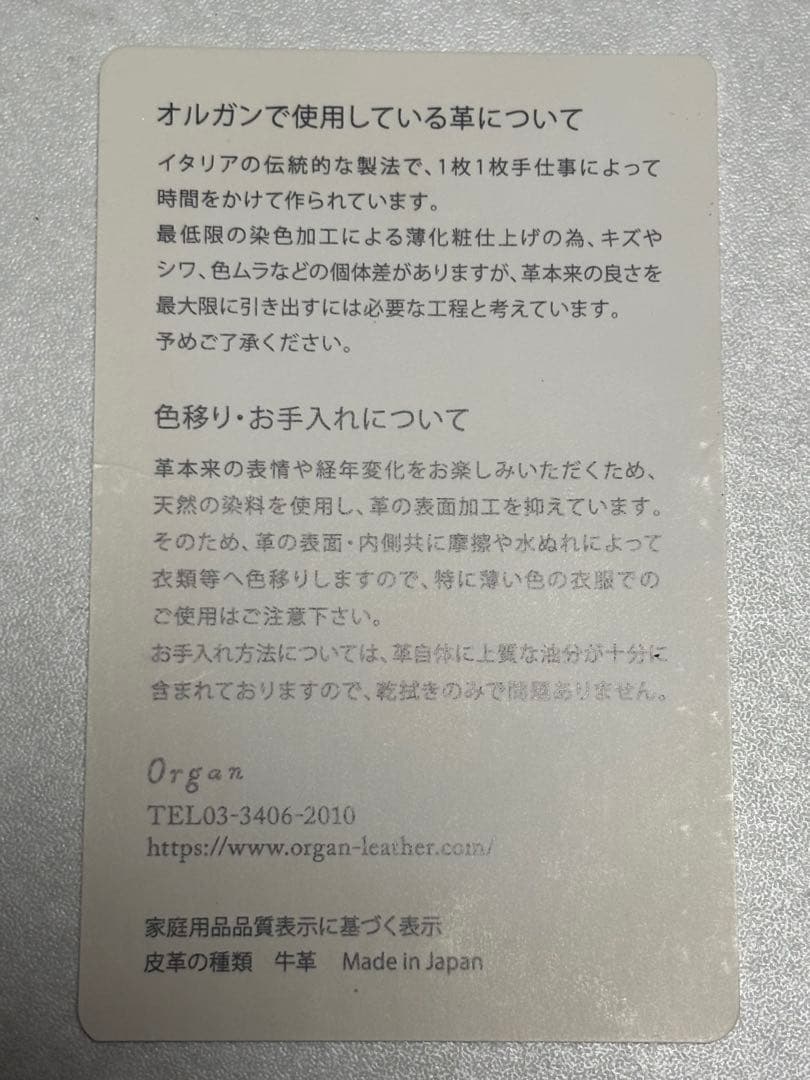 オルガンで使用している革について
イタリアの伝統的な製法で、1枚1枚手仕事によって
時間をかけて作られています。
最低限の染色加工による薄化粧仕上げの為、キズや
シワ、色ムラなどの個体差がありますが、革本来の良さを
最大限に引き出すには必要な工程と考えています。
予めご了承ください。
色移り・お手入れについて
革本来の表情や経年変化をお楽しみいただくため、
天然の染料を使用し、革の表面加工を抑えています。
そのため、革の表面・内側共に摩擦や水ぬれによって
衣類等へ色移りしますので、特に薄い色の衣服での
ご使用はご注意下さい。
お手入れ方法については、革自体に上質な油分が十分に
含まれておりますので、乾拭きのみで問題ありません。
Organ
TEL03-3406-2010
https://www.organ-leather.com/
家庭用品品質表示に基づく表示
皮革の種類 牛革 Made in Japan